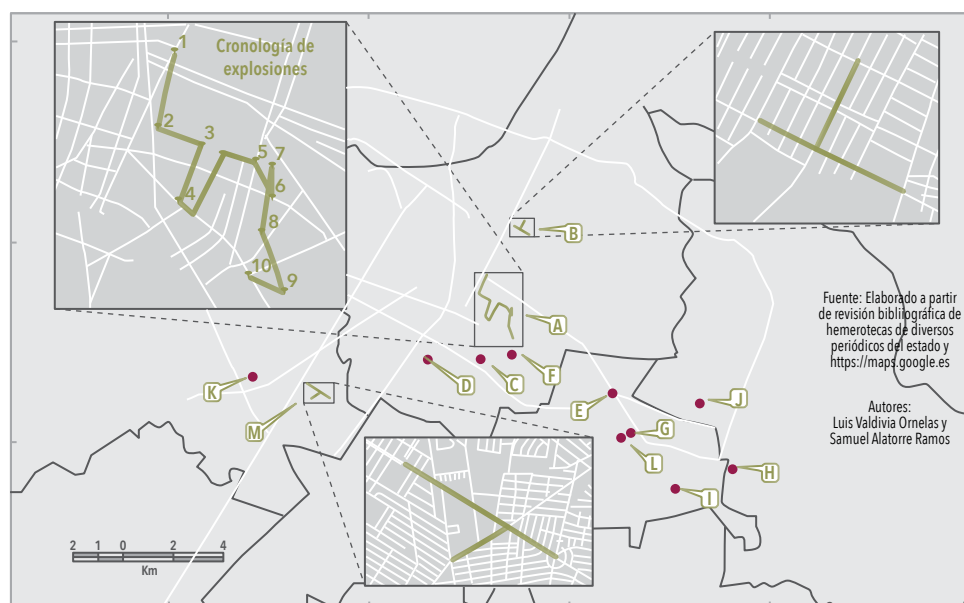 1
Cronología de
explosiones
2
3
5
7
4
6
8
10
9
B
A
Fuente: Elaborado a partir
de revisión bibliográfica de
hemerotecas de diversos
periódicos del estado y
https://maps.google.es
D
C
F
K
E
J
Autores:
Luis Valdivia Ornelas y
Samuel Alatorre Ramos
M
G
L
H
I
2 1 0 2 4
Km